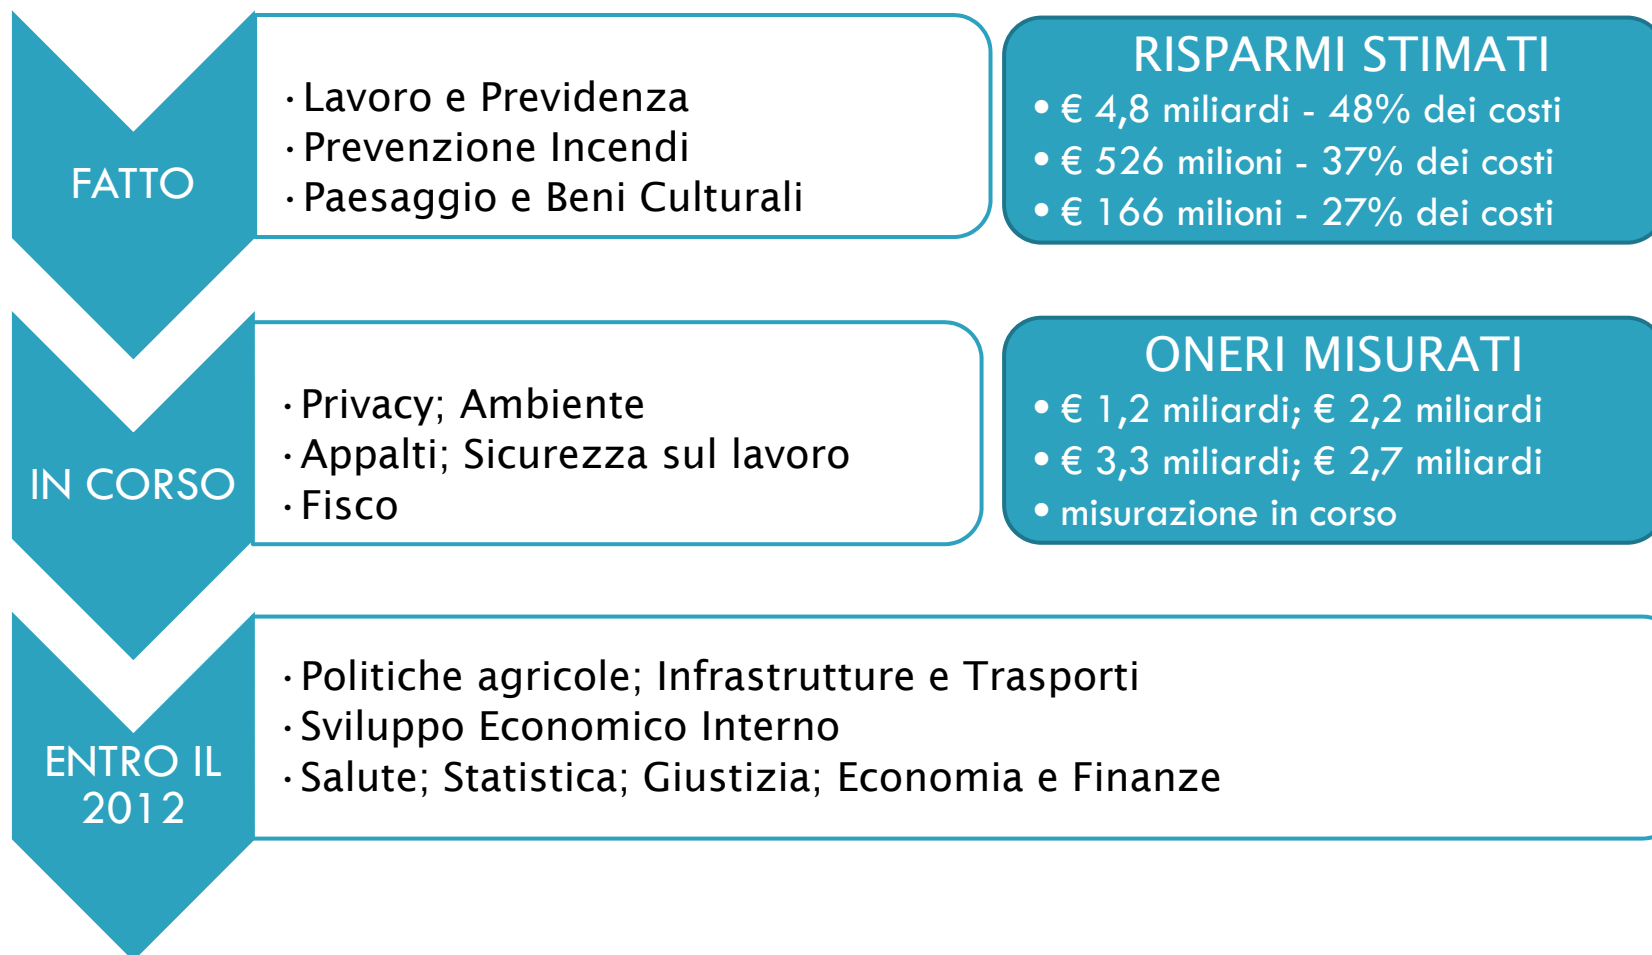 FATTO
· Lavoro e Previdenza
· Prevenzione Incendi
· Paesaggio e Beni Culturali
RISPARMI STIMATI
• € 4,8 miliardi - 48% dei costi
• € 526 milioni - 37% dei costi
• € 166 milioni - 27% dei costi
IN CORSO
· Privacy; Ambiente
· Appalti; Sicurezza sul lavoro
· Fisco
ONERI MISURATI
• € 1,2 miliardi; € 2,2 miliardi
• € 3,3 miliardi; € 2,7 miliardi
• misurazione in corso
ENTRO IL
2012
· Politiche agricole; Infrastrutture e Trasporti
· Sviluppo Economico Interno
· Salute; Statistica; Giustizia; Economia e Finanze